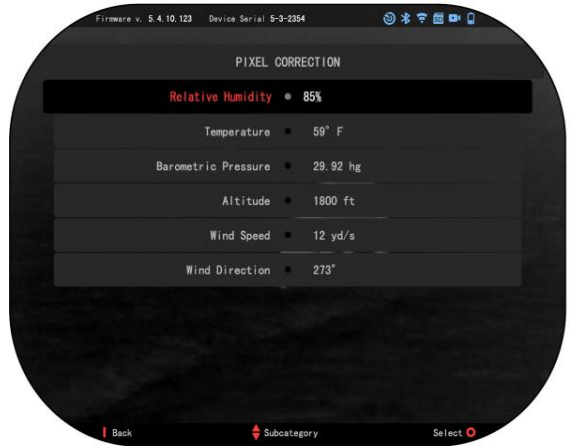 Firmware v. 5.4.10.123 Device Serial 5-3-2354
PIXEL CORRECTION
Relative Humidity 85%
Temperature 59° F
Barometric Pressure 29.92 hg
Altitude 1800 ft
Wind Speed 12 yd/s
Wind Direction 273°
Back Subcategory Select